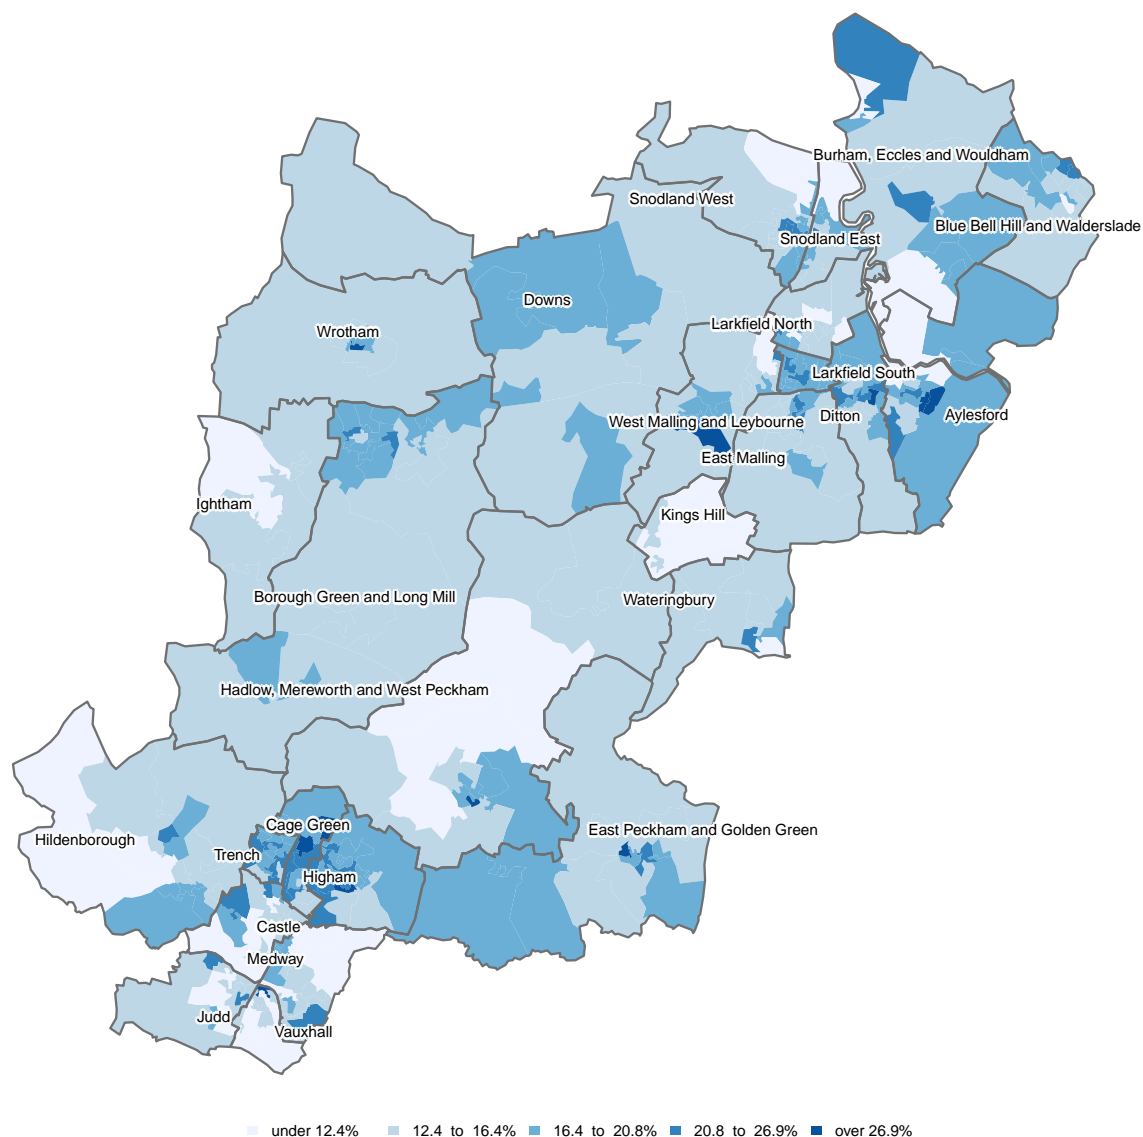 Burham, Eccles and Wouldham
Snodland West
Blue Bell Hill and Walderslade
Snodland East
Downs
Larkfield North
Wrotham
Larkfield South
West Malling and Leybourne
Ditton
Aylesford
East Malling
Ightham
Kings Hill
Borough Green and Long Mill
Wateringbury
Hadlow, Mereworth and West Peckham
Cage Green
East Peckham and Golden Green
Hildenborough
Trench
Higham
Castle
Medway
Judd
Vauxhall
under 12.4% 12.4 to 16.4% 16.4 to 20.8% 20.8 to 26.9% over 26.9%